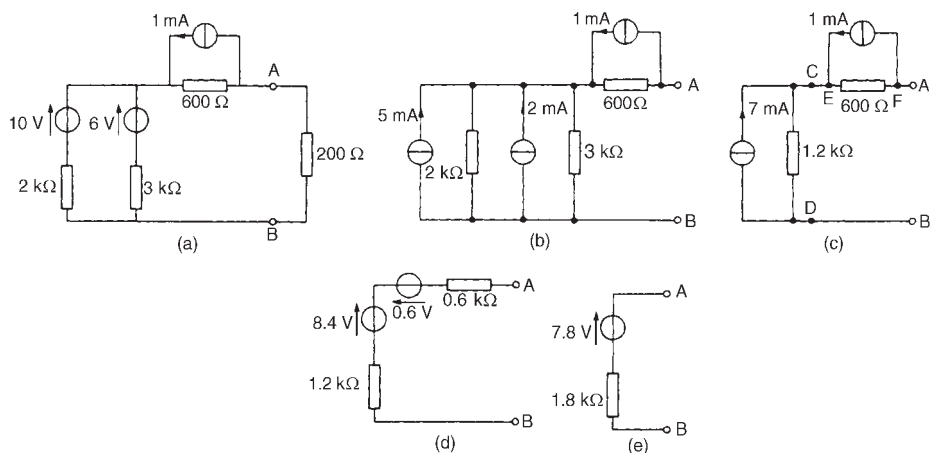 1 mA
A
600 Ω
10 V
6 V
200 Ω
2 kΩ
3 kΩ
B
(a)
1 mA
A
600Ω
5 mA
2 mA
2 kΩ
3 kΩ
B
(b)
1 mA
C
A
E
600 Ω
F
7 mA
1.2 kΩ
D
B
(c)
A
0.6 V
0.6 kΩ
8.4 V
1.2 kΩ
B
(d)
A
7.8 V
1.8 kΩ
B
(e)